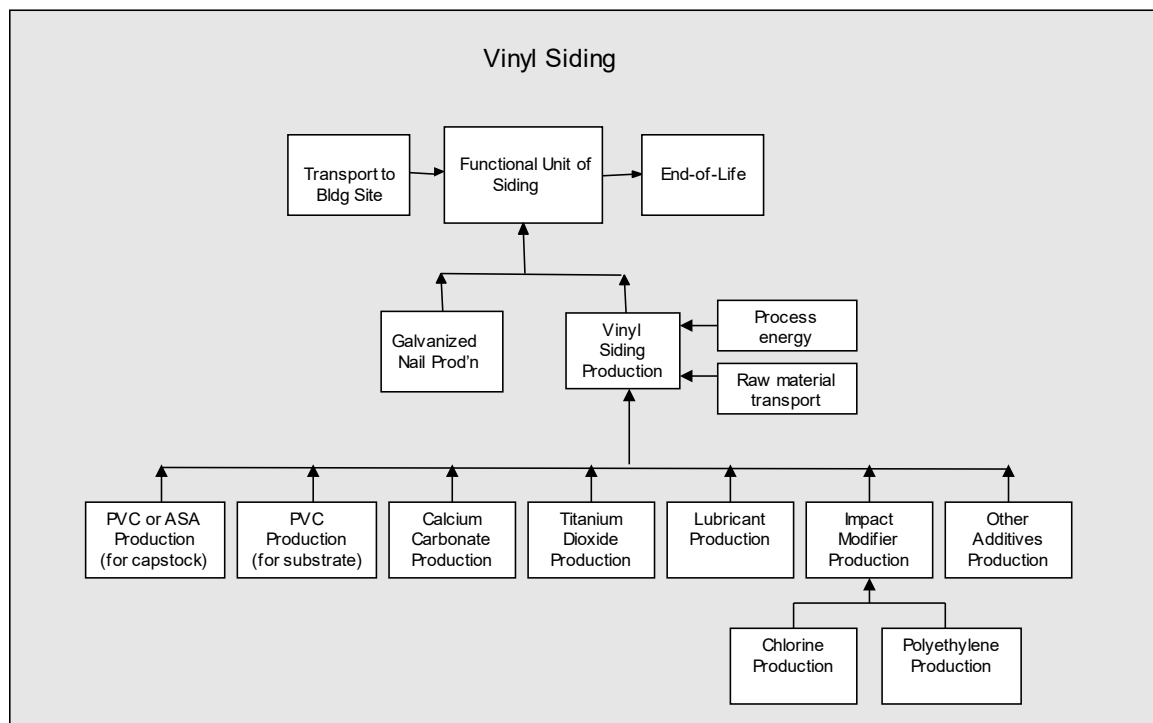 Vinyl Siding
Transport to
Bldg Site
Functional Unit of
Siding
End-of-Life
Galvanized
Nail Prod'n
Vinyl
Siding
Production
Process
energy
Raw material
transport
PVC or ASA
Production
(for capstock)
PVC
Production
(for substrate)
Calcium
Carbonate
Production
Titanium
Dioxide
Production
Lubricant
Production
Impact
Modifier
Production
Other
Additives
Production
Chlorine
Production
Polyethylene
Production